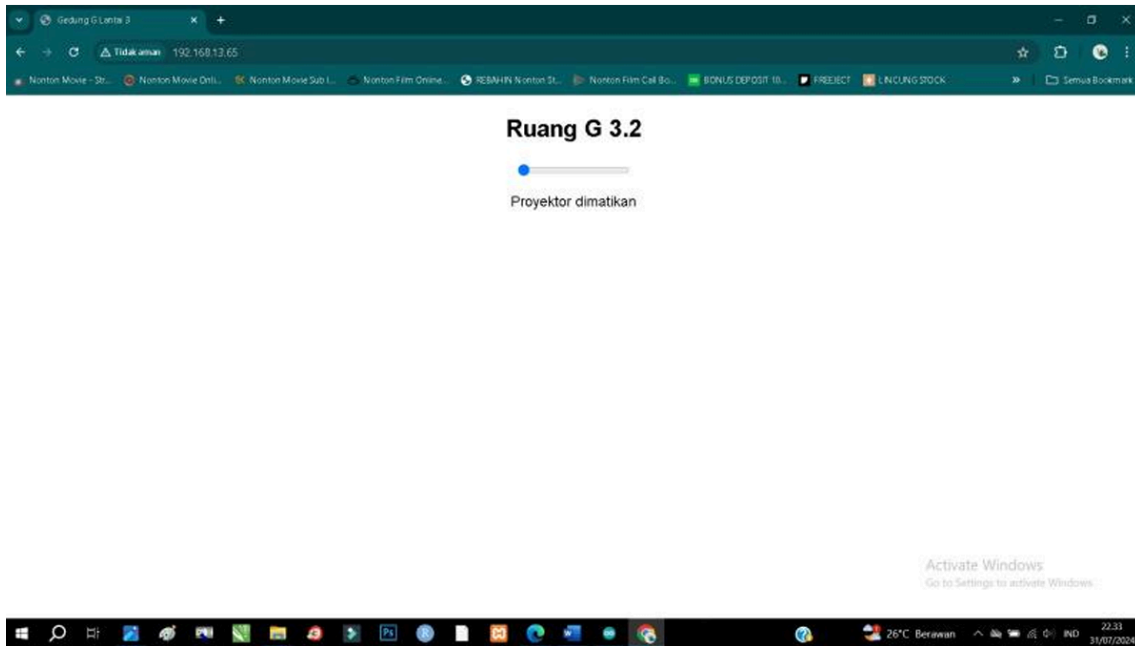 Gedung G Lantai 3
Tidak aman 192.168.13.65
Nonton Movie - Str... Nonton Movie Onli... Nonton Movie Sub I... Nonton Film Online... REBAHIN Nonton St... Nonton Film Cal Bo... BONUS DEPOSIT 10... FREEJECT LINCUNG STOCK » Semua Bookmark
Ruang G 3.2
Proyektor dimatikan
Activate Windows
Go to Settings to activate Windows.
26°C Berawan IND 22.33
31/07/2024